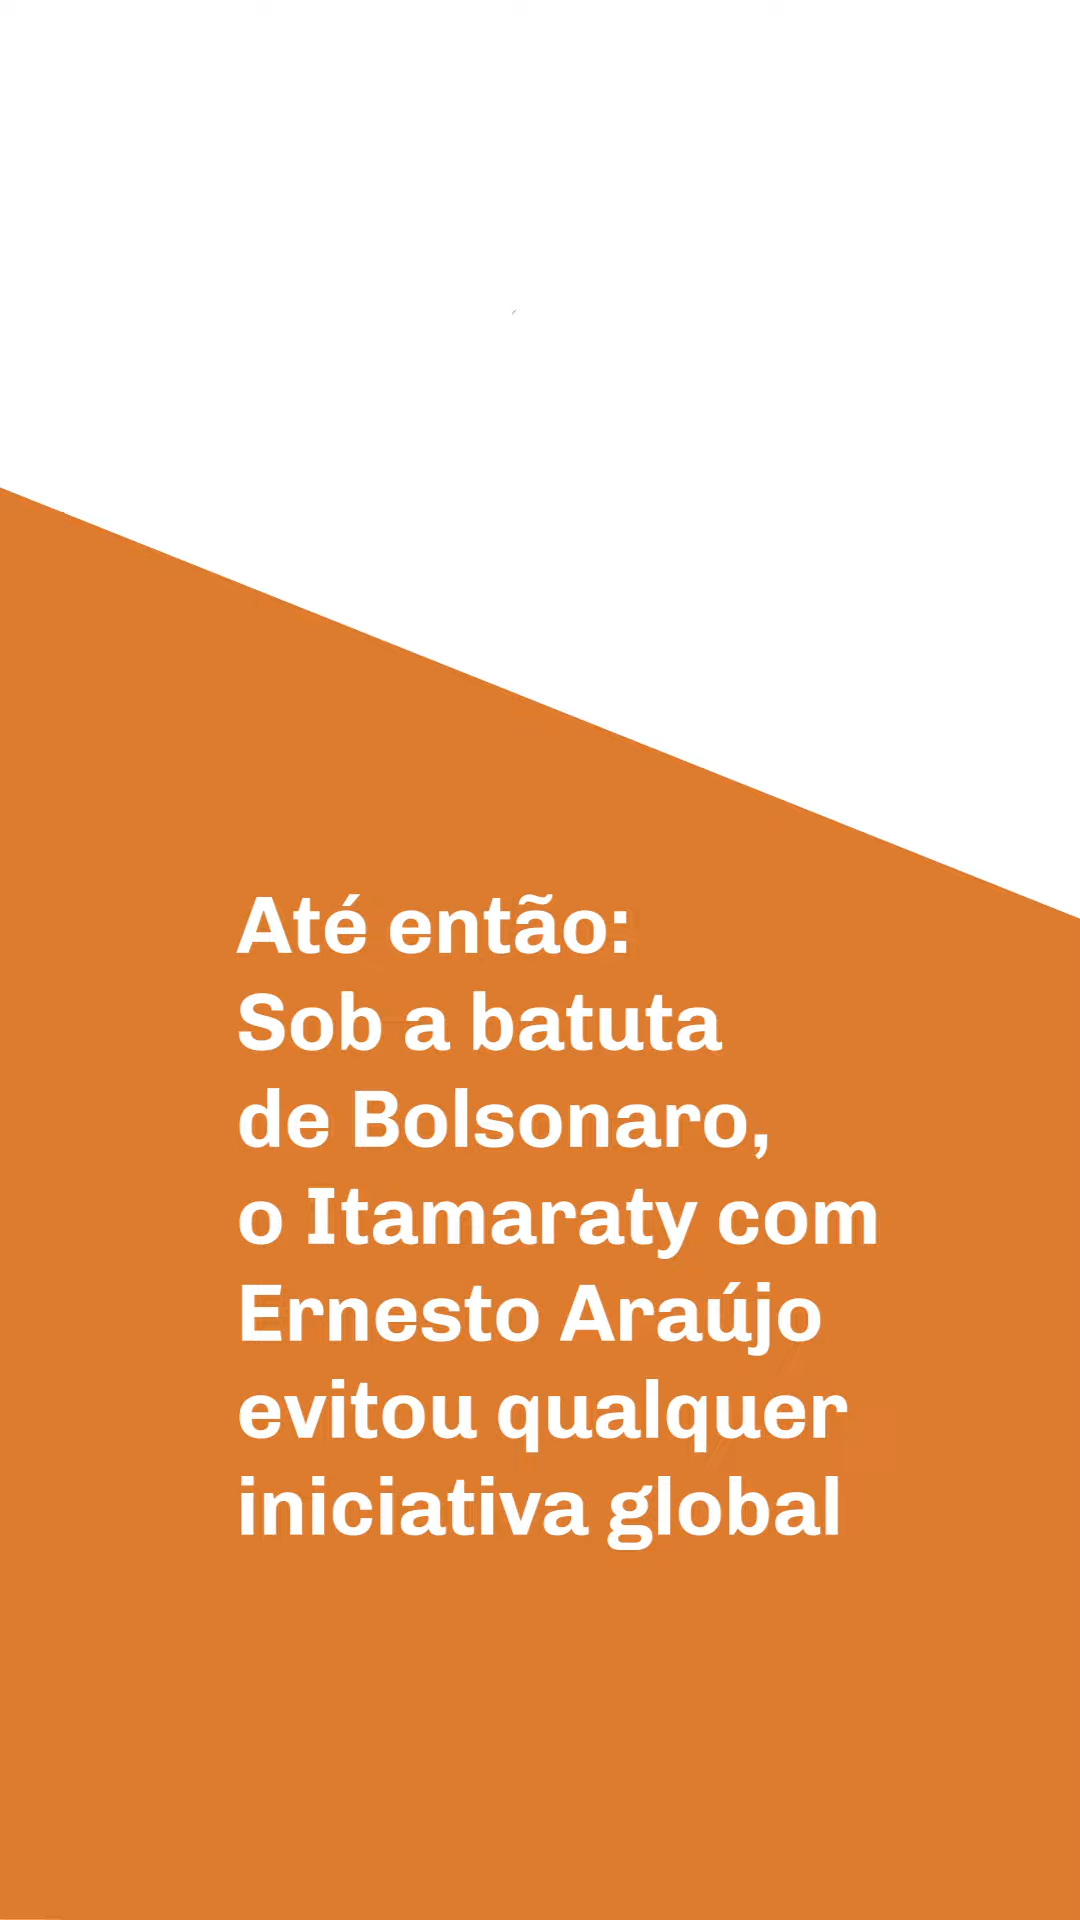 Até então:
Sob a batuta
de Bolsonaro,
o Itamaraty com
Ernesto Araújo
evitou qualquer
iniciativa global